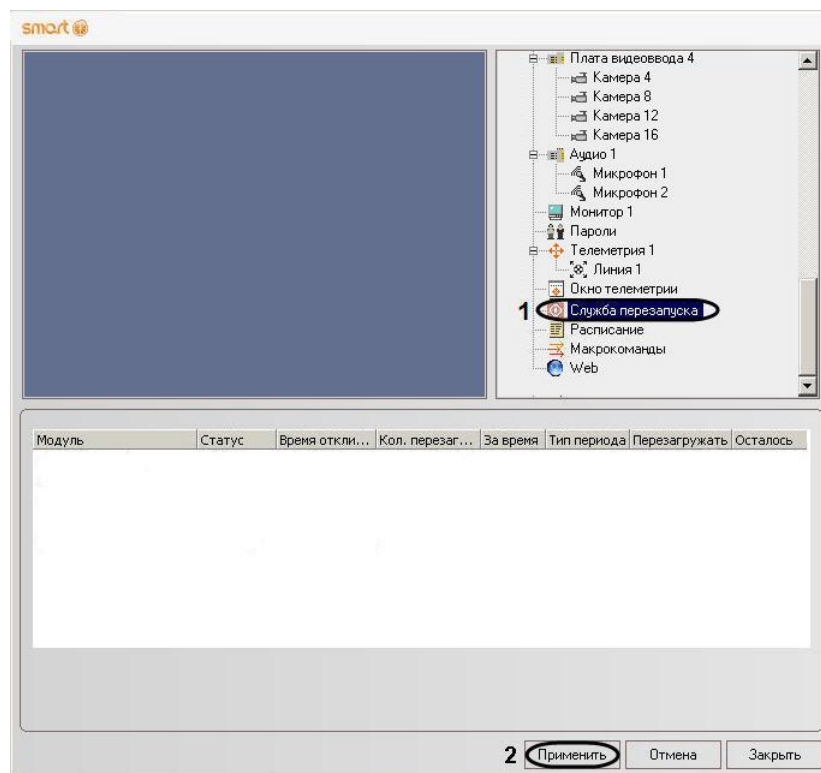 smart
Плата видеоввода 4
Камера 4
Камера 8
Камера 12
Камера 16
Аудио 1
Микрофон 1
Микрофон 2
Монитор 1
Пароли
Телеметрия 1
Линия 1
Окно телеметрии
1 Служба перезапуска
Расписание
Макрокоманды
Web
Модуль Статус Время откли... Кол. перезаг... За время Тип периода Перезагружать Осталось
2 Применить Отмена Закрыть